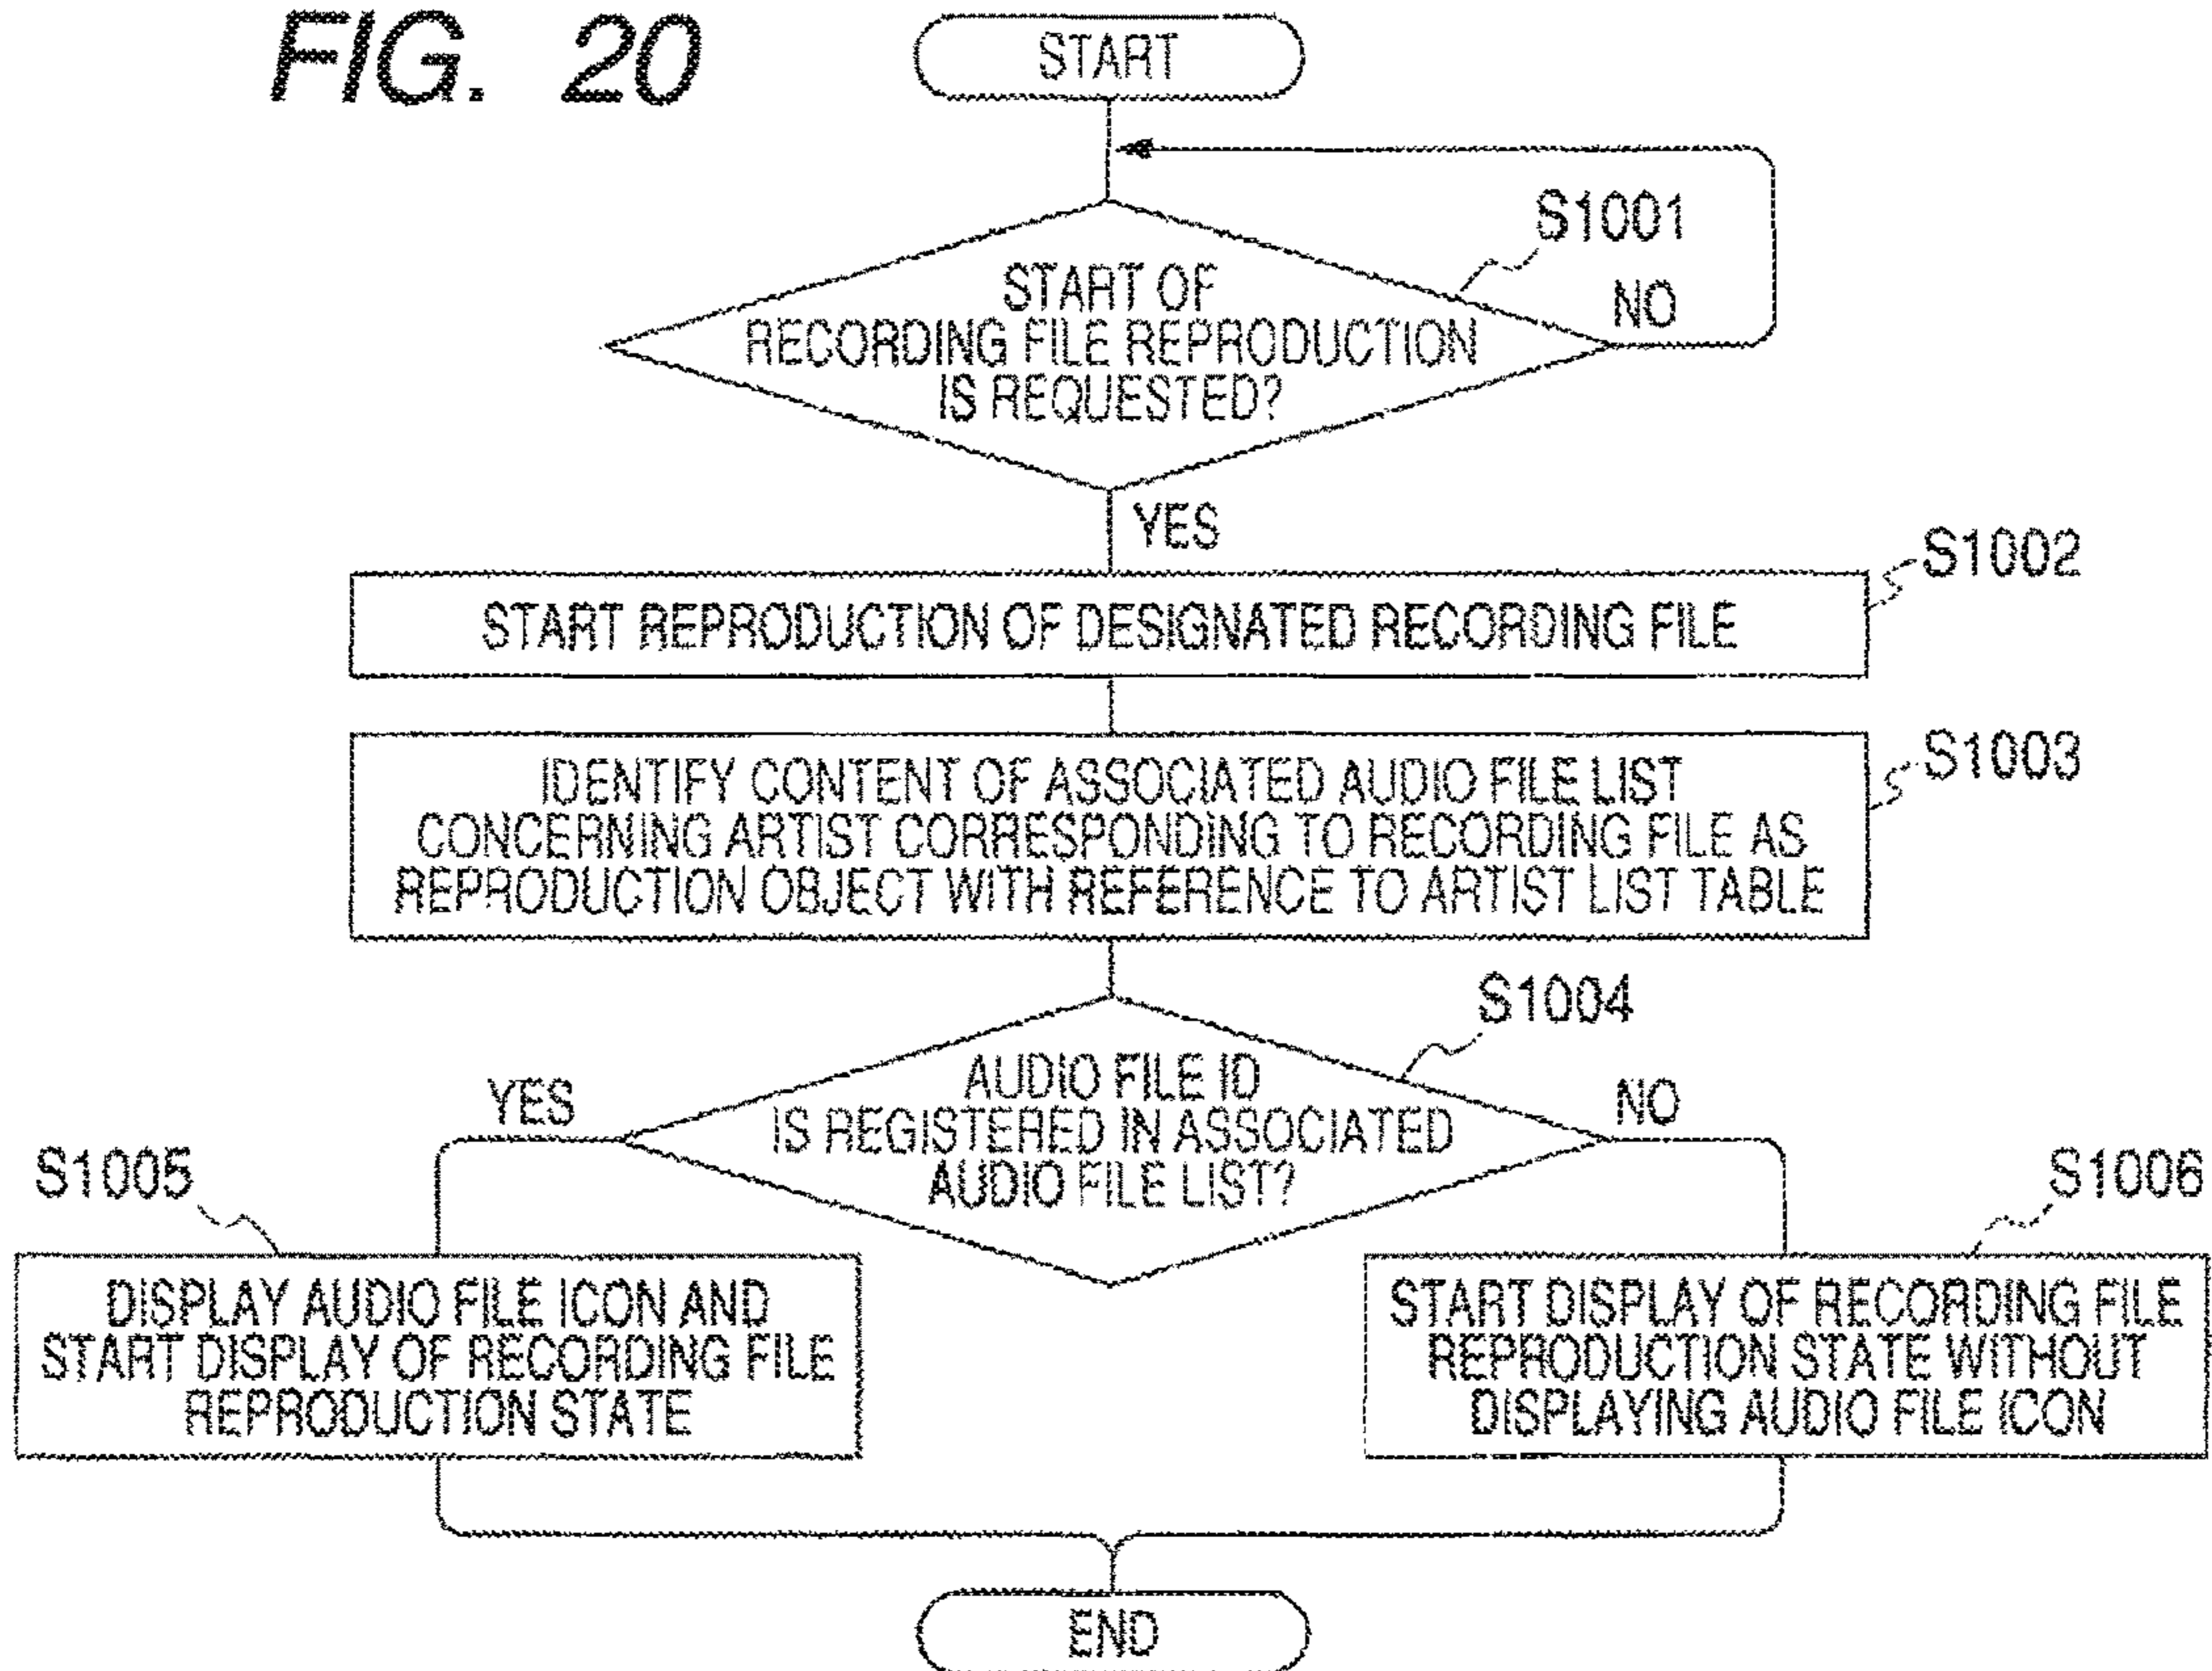 FIG. 20
START
S1001
START OF
RECORDING FILE REPRODUCTION
IS REQUESTED?
NO
YES
S1002
START REPRODUCTION OF DESIGNATED RECORDING FILE
S1003
IDENTIFY CONTENT OF ASSOCIATED AUDIO FILE LIST
CONCERNING ARTIST CORRESPONDING TO RECORDING FILE AS
REPRODUCTION OBJECT WITH REFERENCE TO ARTIST LIST TABLE
S1004
AUDIO FILE ID
IS REGISTERED IN ASSOCIATED
AUDIO FILE LIST?
YES
NO
S1005
DISPLAY AUDIO FILE ICON AND
START DISPLAY OF RECORDING FILE
REPRODUCTION STATE
S1006
START DISPLAY OF RECORDING FILE
REPRODUCTION STATE WITHOUT
DISPLAYING AUDIO FILE ICON
END